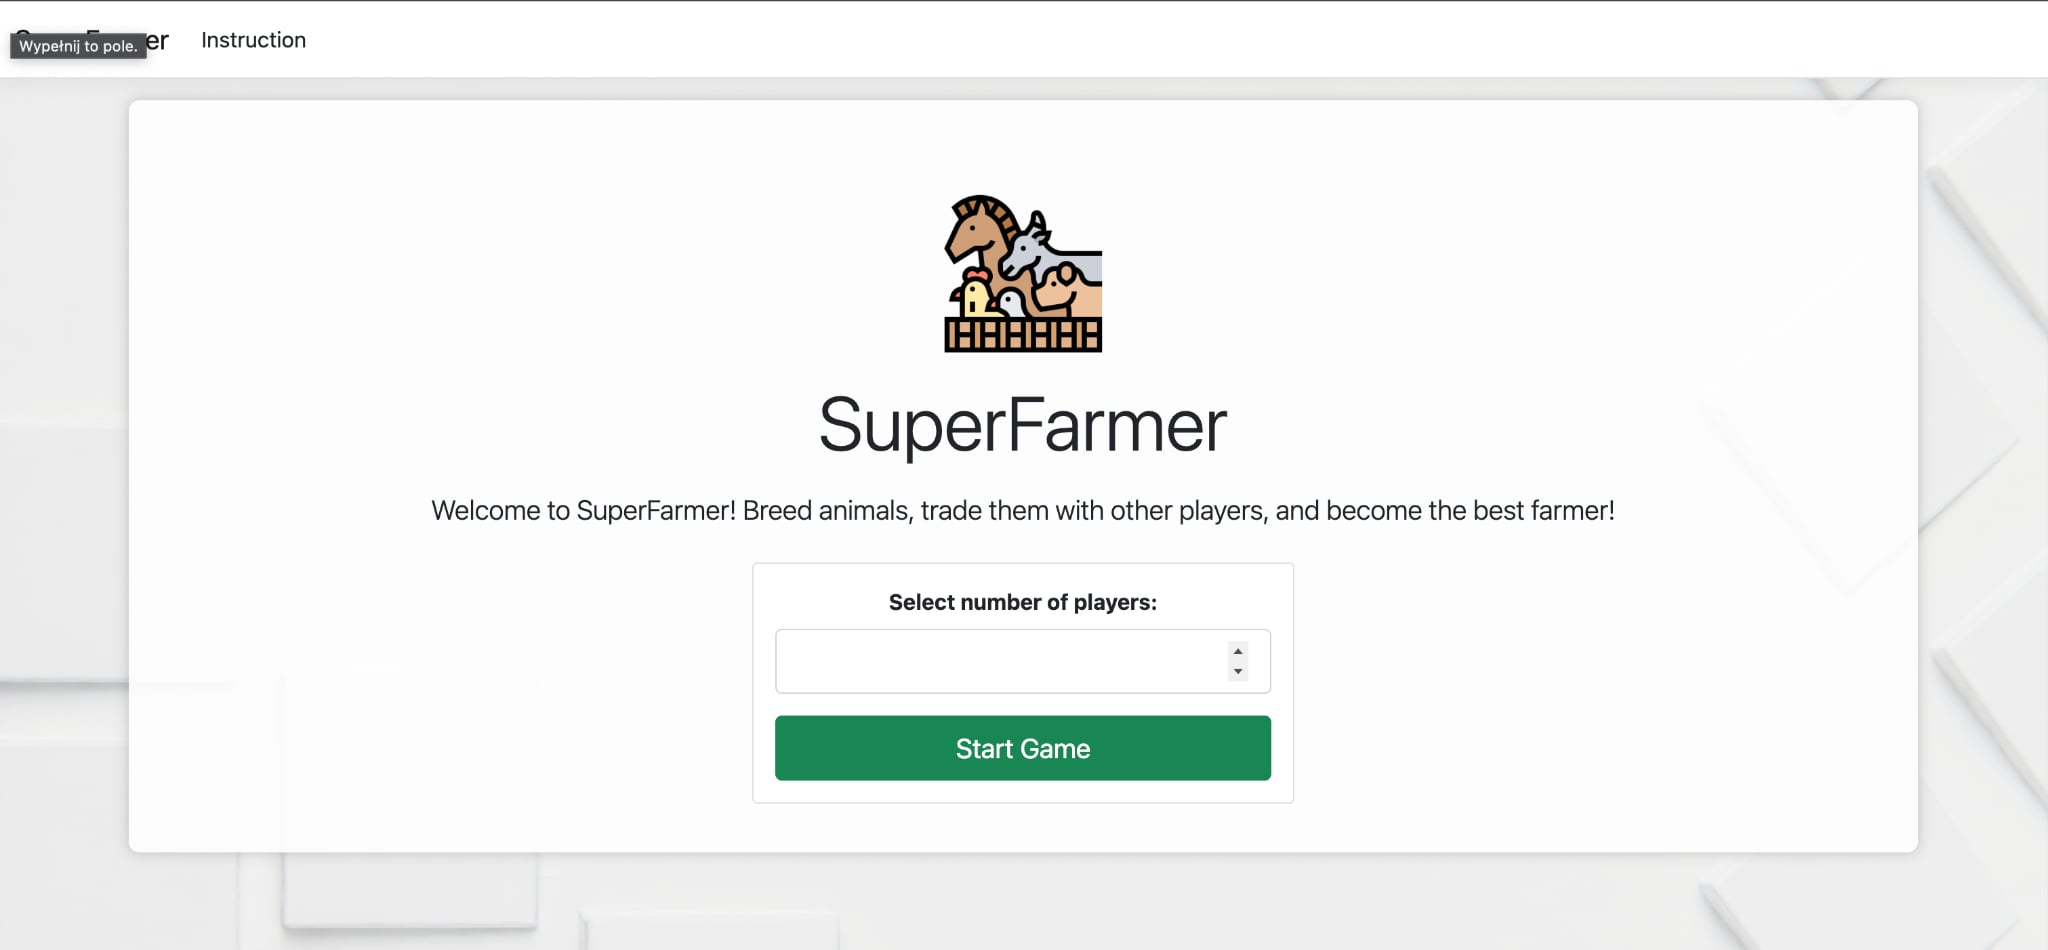 Wypełnij to pole.
er
Instruction
SuperFarmer
Welcome to SuperFarmer! Breed animals, trade them with other players, and become the best farmer!
Select number of players:
Start Game